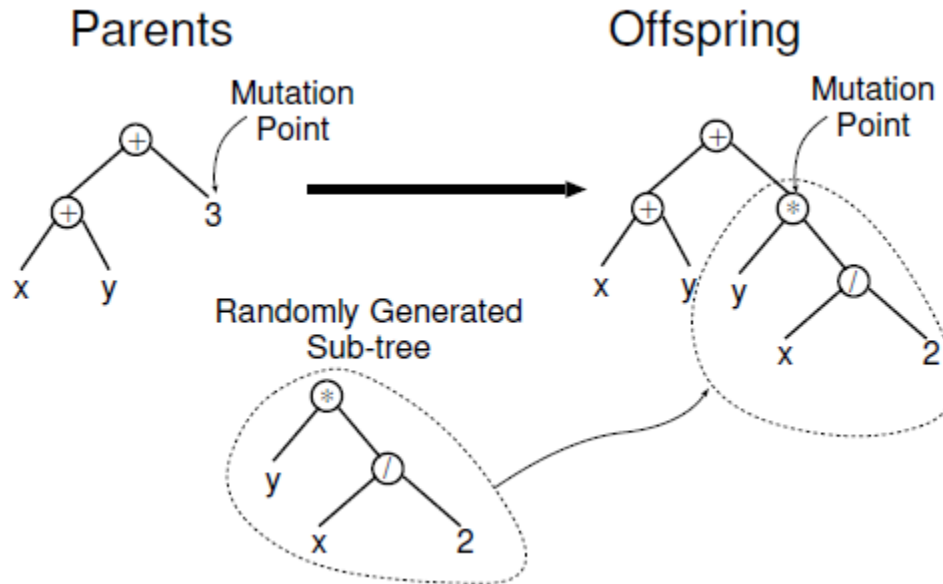 Parents
Offspring
Mutation
Point
Mutation
Point
+
+
3
x
y
+
+
*
x
y
y
/
x
2
Randomly Generated
Sub-tree
*
y
/
x
2